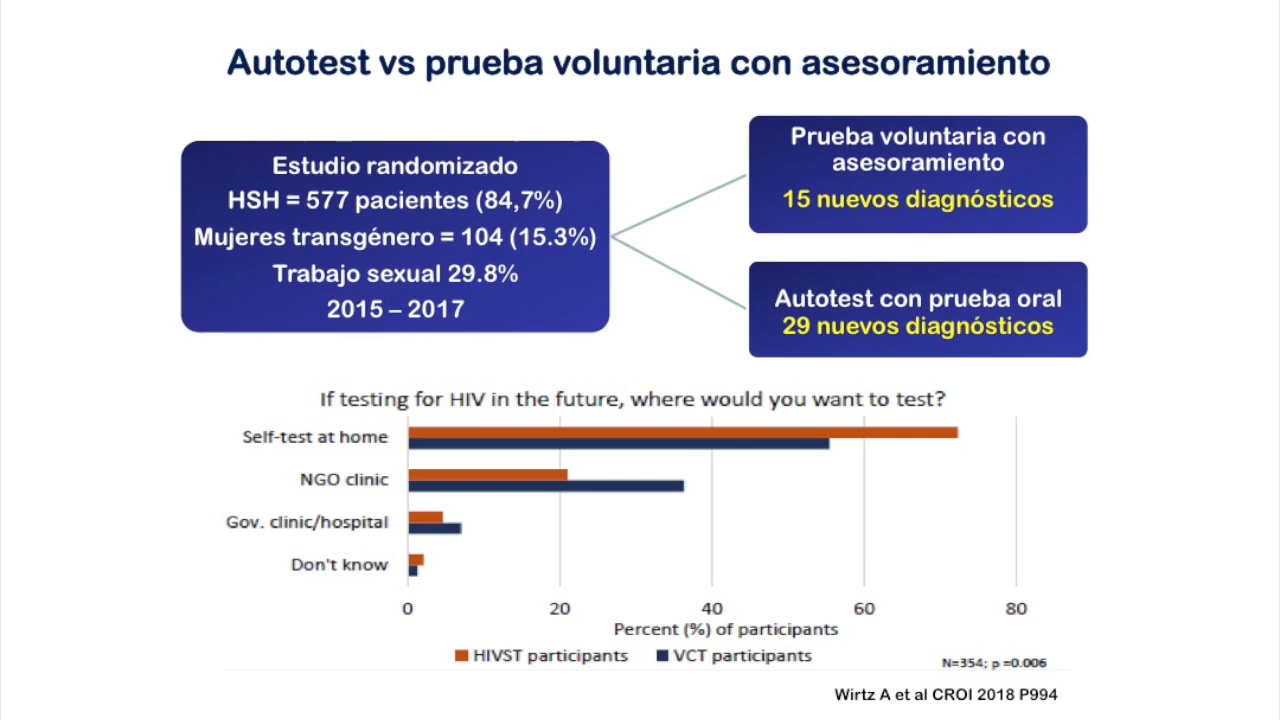 Autotest vs prueba voluntaria con asesoramiento
Estudio randomizado
HSH = 577 pacientes (84,7%)
Mujeres transgénero = 104 (15.3%)
Trabajo sexual 29.8%
2015 – 2017
Prueba voluntaria con
asesoramiento
15 nuevos diagnósticos
Autotest con prueba oral
29 nuevos diagnósticos
If testing for HIV in the future, where would you want to test?
Self-test at home
NGO clinic
Gov. clinic/hospital
Don't know
0 20 40 60 80
Percent (%) of participants
HIVST participants VCT participants
N=354; p =0.006
Wirtz A et al CROI 2018 P994